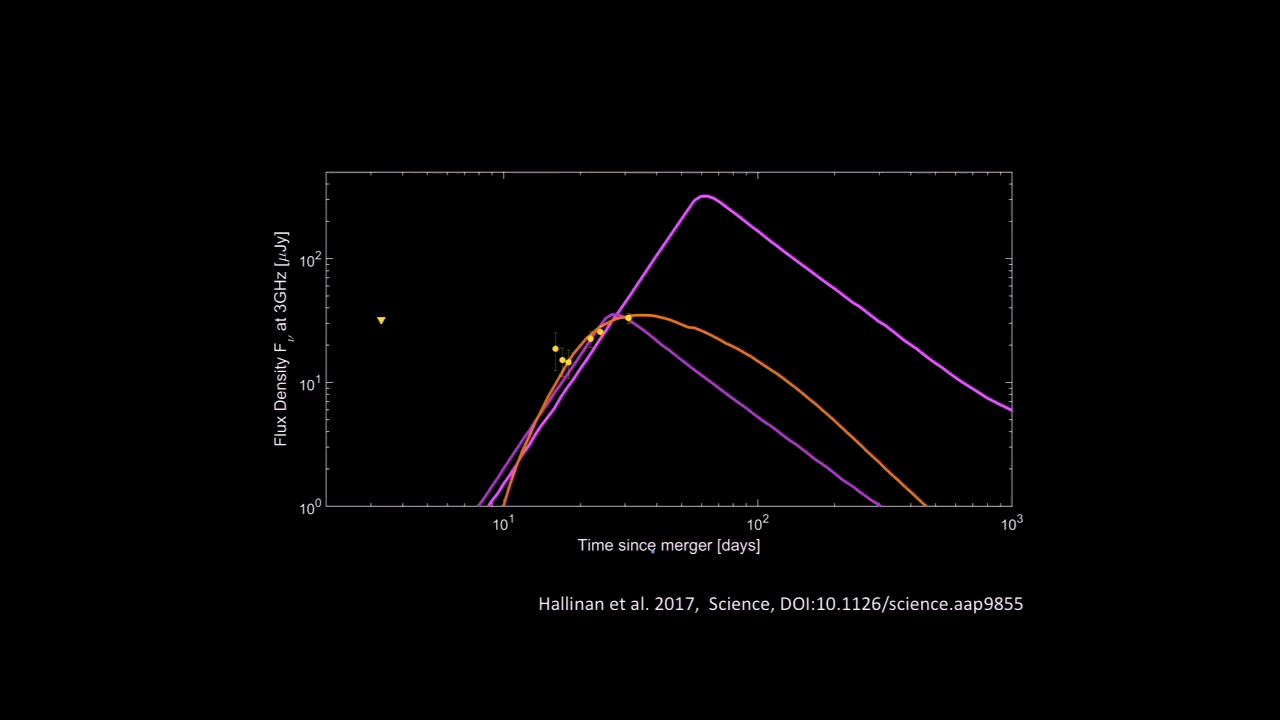 Flux Density F_ν at 3GHz [μJy]
10^2
10^1
10^0
10^1 10^2 10^3
Time since merger [days]
Hallinan et al. 2017, Science, DOI:10.1126/science.aap9855